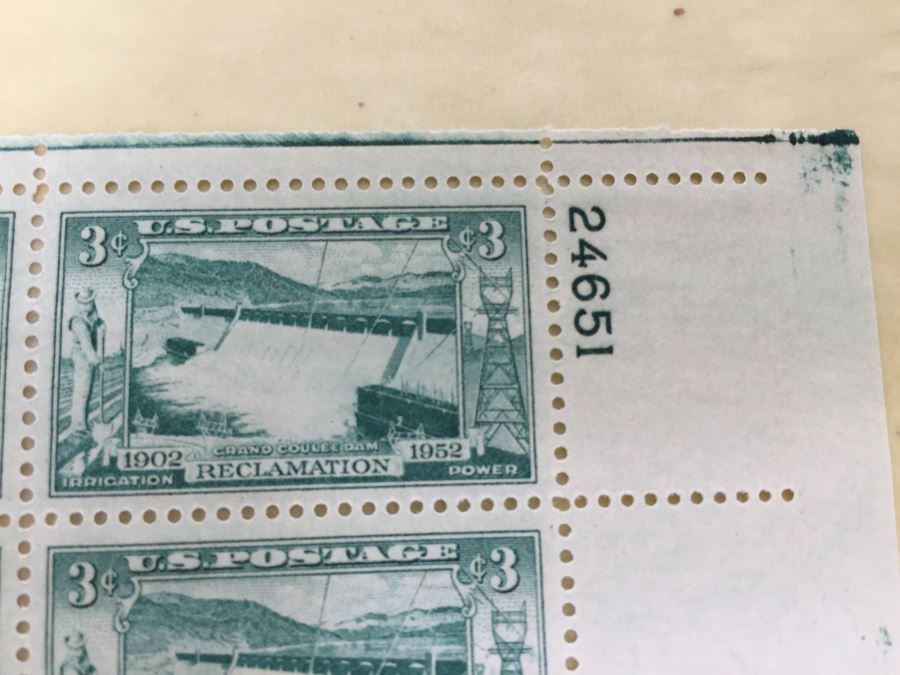 U.S. POSTAGE
3¢ ¢3
24651
GRAND COULEE DAM
1902 1952
RECLAMATION
IRRIGATION POWER
U.S. POSTAGE
3¢ ¢3